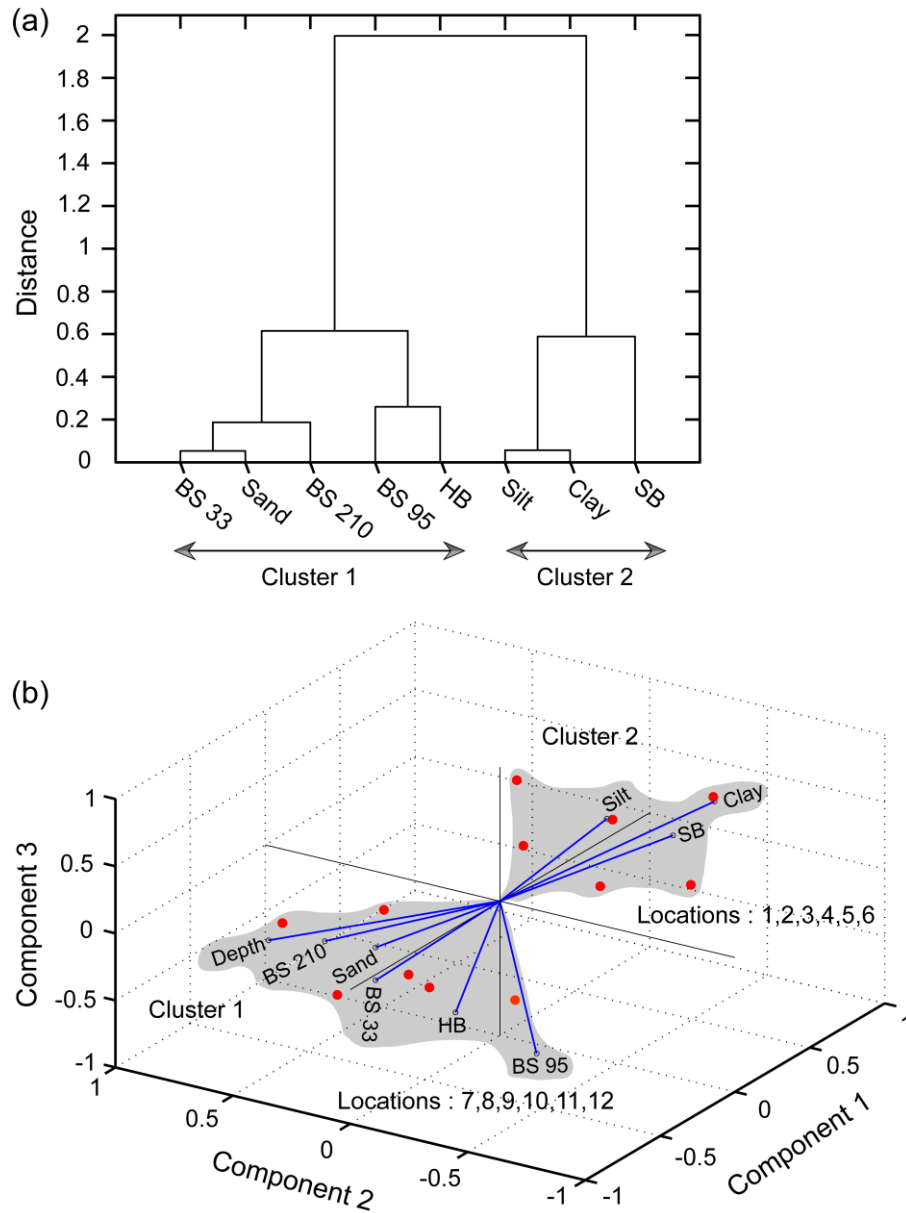 (a)
2
1.8
1.6
1.4
1.2
1
0.8
0.6
0.4
0.2
0
Distance
BS 33
Sand
BS 210
BS 95
HB
Silt
Clay
SB
Cluster 1
Cluster 2
(b)
Cluster 2
Silt
Clay
SB
Locations : 1,2,3,4,5,6
Depth
BS 210
Sand
BS 33
HB
BS 95
Cluster 1
Locations : 7,8,9,10,11,12
1
0.5
0
-0.5
-1
Component 3
1
0.5
0
-0.5
-1
Component 2
-1
-0.5
0
0.5
1
Component 1